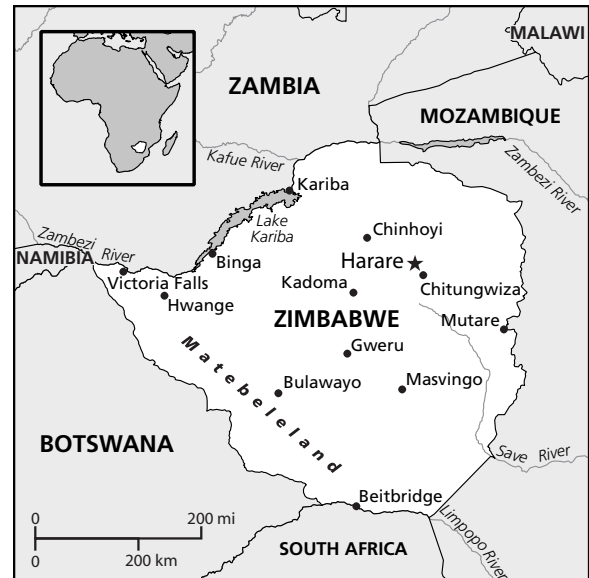 MALAWI
ZAMBIA
MOZAMBIQUE
Kafue River
Zambezi River
Kariba
Lake
Kariba
Chinhoyi
Zambezi River
NAMIBIA
Binga
Harare
Victoria Falls
Kadoma
Chitungwiza
Hwange
ZIMBABWE
Mutare
Gweru
Matebeleland
Bulawayo
Masvingo
BOTSWANA
Save River
Beitbridge
Limpopo River
0 200 mi
0 200 km
SOUTH AFRICA